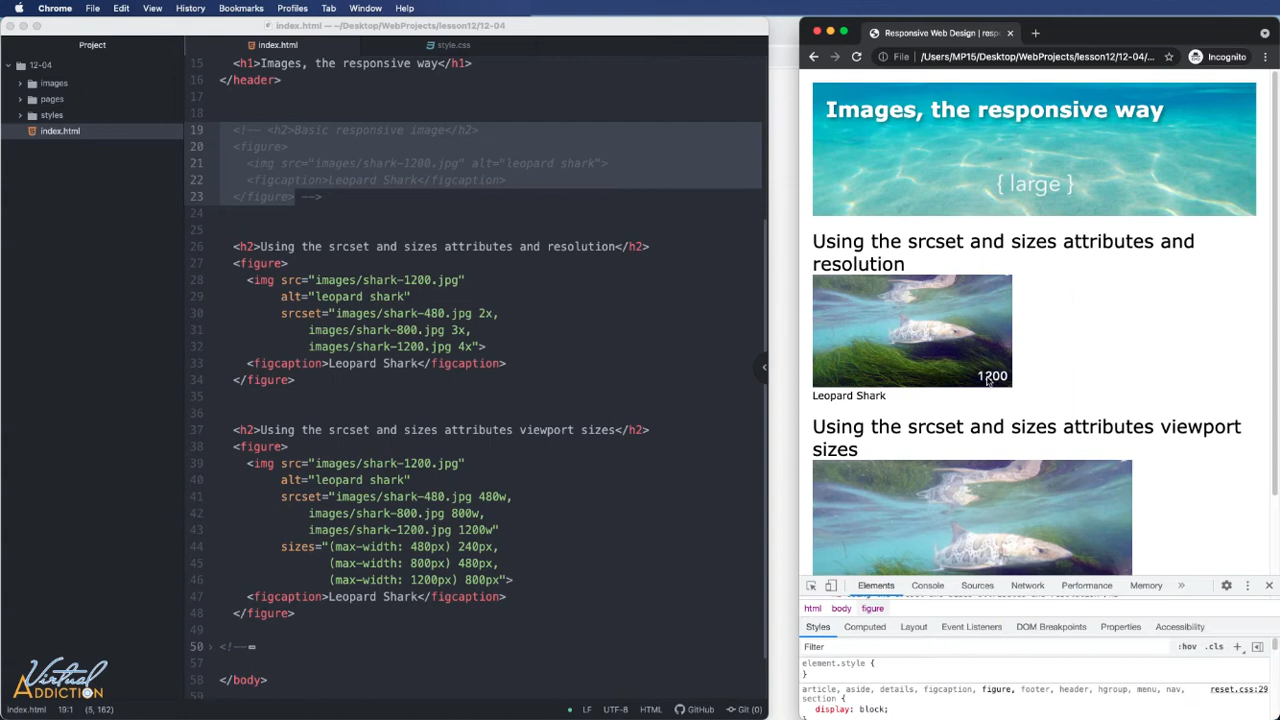 Chrome File Edit View History Bookmarks Profiles Tab Window Help
index.html — ~/Desktop/WebProjects/lesson12/12-04
Project
index.html
style.css
12-04
images
pages
styles
index.html
15 <h1>Images, the responsive way</h1>
16 </header>
17
18
19 <!-- <h2>Basic responsive image</h2>
20 <figure>
21 <img src="images/shark-1200.jpg" alt="leopard shark">
22 <figcaption>Leopard Shark</figcaption>
23 </figure> -->
24
25
26 <h2>Using the srcset and sizes attributes and resolution</h2>
27 <figure>
28 <img src="images/shark-1200.jpg"
29 alt="leopard shark"
30 srcset="images/shark-480.jpg 2x,
31 images/shark-800.jpg 3x,
32 images/shark-1200.jpg 4x">
33 <figcaption>Leopard Shark</figcaption>
34 </figure>
35
36
37 <h2>Using the srcset and sizes attributes viewport sizes</h2>
38 <figure>
39 <img src="images/shark-1200.jpg"
40 alt="leopard shark"
41 srcset="images/shark-480.jpg 480w,
42 images/shark-800.jpg 800w,
43 images/shark-1200.jpg 1200w"
44 sizes="(max-width: 480px) 240px,
45 (max-width: 800px) 480px,
46 (max-width: 1200px) 800px">
47 <figcaption>Leopard Shark</figcaption>
48 </figure>
49
50 <!--
57
58 </body>
59
Virtual
ADDICTION
index.html 19:1 (5, 135)
LF UTF-8 HTML GitHub Git (0)
Responsive Web Design | resp
File /Users/MP15/Desktop/WebProjects/lesson12/12-04/... Incognito
Images, the responsive way
{ large }
Using the srcset and sizes attributes and
resolution
1200
Leopard Shark
Using the srcset and sizes attributes viewport
sizes
Elements Console Sources Network Performance Memory »
html body figure
Styles Computed Layout Event Listeners DOM Breakpoints Properties Accessibility
Filter :hov .cls +
element.style {
}
article, aside, details, figcaption, figure, footer, header, hgroup, menu, nav, reset.css:29
section {
display: block;